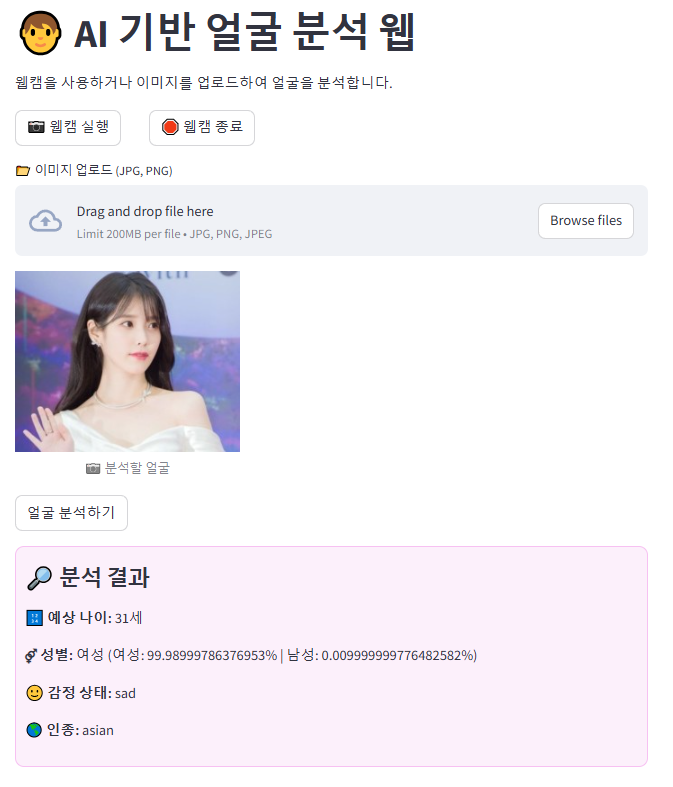 AI 기반 얼굴 분석 웹
웹캠을 사용하거나 이미지를 업로드하여 얼굴을 분석합니다.
웹캠 실행
웹캠 종료
이미지 업로드 (JPG, PNG)
Drag and drop file here
Limit 200MB per file • JPG, PNG, JPEG
Browse files
분석할 얼굴
얼굴 분석하기
분석 결과
예상 나이: 31세
성별: 여성 (여성: 99.98999786376953% | 남성: 0.009999999776482582%)
감정 상태: sad
인종: asian